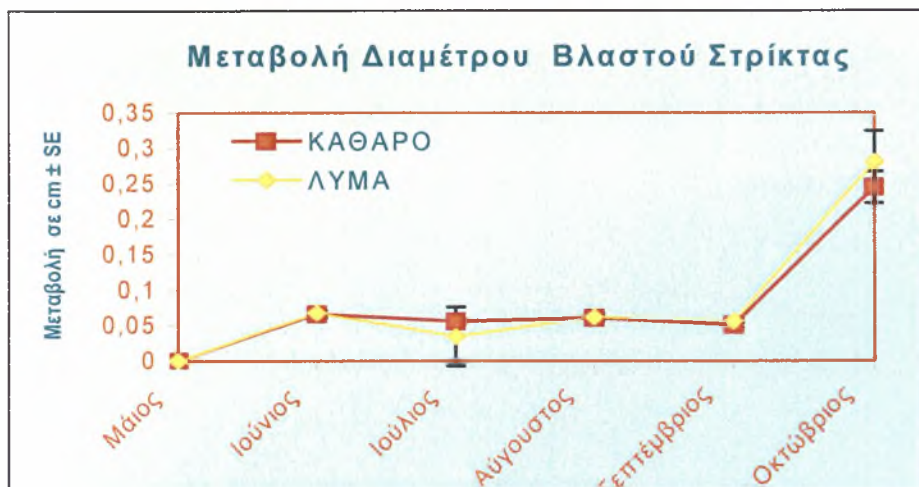 Μεταβολή Διαμέτρου Βλαστού Στρίκτας
Μεταβολή σε cm ± SE
0,35
0,3
0,25
0,2
0,15
0,1
0,05
0
ΚΑΘΑΡΟ
ΛΥΜΑ
Μάιος
Ιούνιος
Ιούλιος
Αύγουστος
Σεπτέμβριος
Οκτώβριος